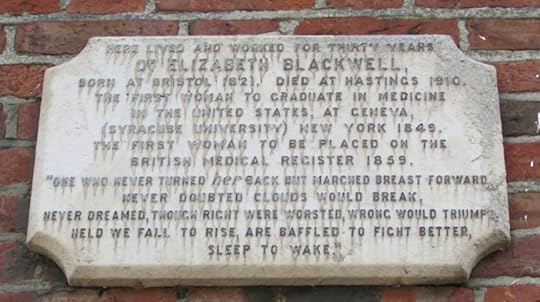 HERE LIVED AND WORKED FOR THIRTY YEARS
DR ELIZABETH BLACKWELL,
BORN AT BRISTOL 1821. DIED AT HASTINGS 1910.
THE FIRST WOMAN TO GRADUATE IN MEDICINE
IN THE UNITED STATES, AT GENEVA,
(SYRACUSE UNIVERSITY) NEW YORK 1849.
THE FIRST WOMAN TO BE PLACED ON THE
BRITISH MEDICAL REGISTER 1859.
"ONE WHO NEVER TURNED her BACK BUT MARCHED BREAST FORWARD
NEVER DOUBTED CLOUDS WOULD BREAK,
NEVER DREAMED, THOUGH RIGHT WERE WORSTED, WRONG WOULD TRIUMP
HELD WE FALL TO RISE, ARE BAFFLED TO FIGHT BETTER,
SLEEP TO WAKE."